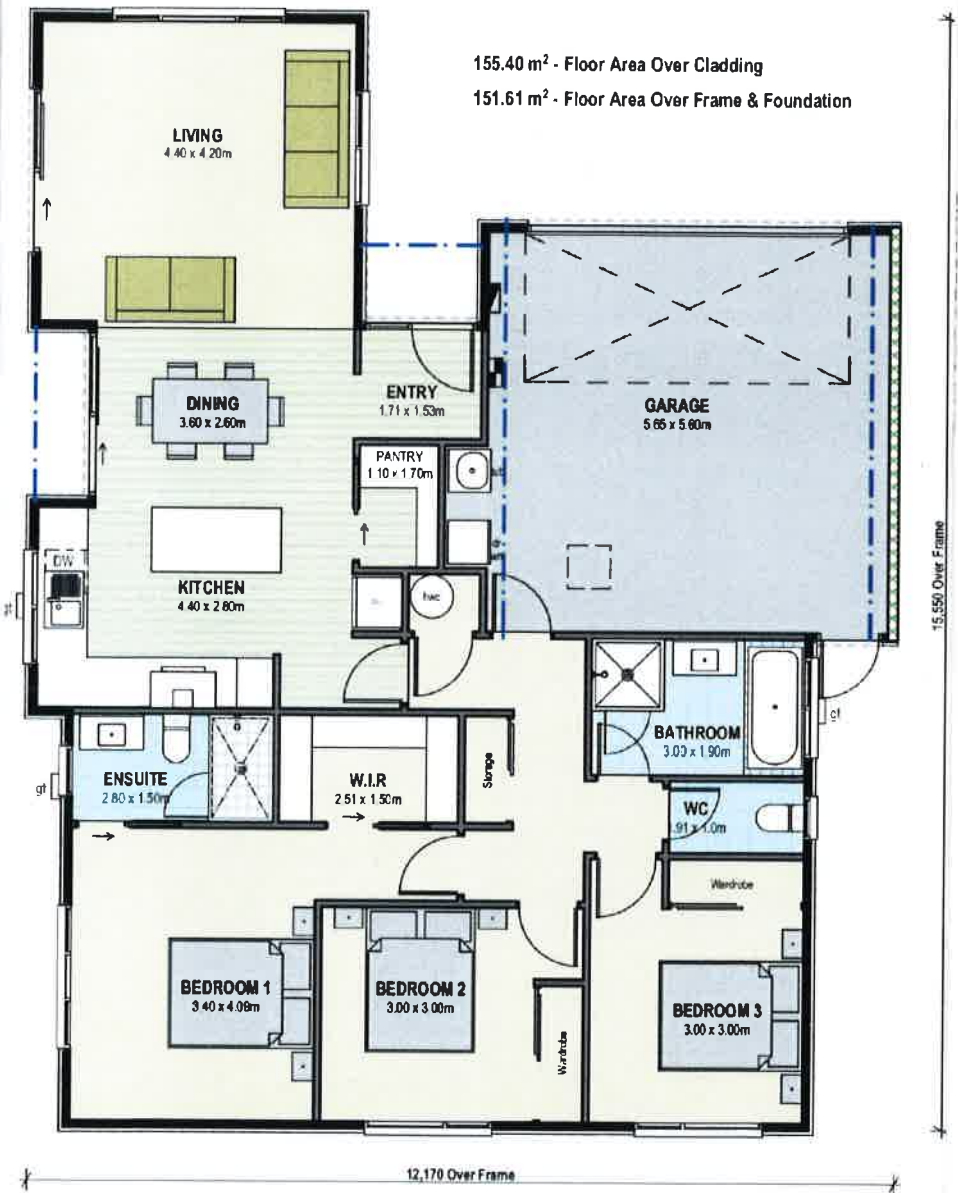 155.40 m² - Floor Area Over Cladding
151.61 m² - Floor Area Over Frame & Foundation
LIVING
4.40 x 4.20m
DINING
3.60 x 2.60m
ENTRY
1.71 x 1.53m
GARAGE
5.65 x 5.60m
PANTRY
1.10 x 1.70m
DW
KITCHEN
4.40 x 2.80m
hwc
15,550 Over Frame
BATHROOM
3.00 x 1.90m
gt
ENSUITE
2.80 x 1.50m
gt
W.I.R
2.51 x 1.50m
Storage
WC
.91 x 1.0m
Wardrobe
BEDROOM 1
3.40 x 4.08m
BEDROOM 2
3.00 x 3.00m
BEDROOM 3
3.00 x 3.00m
Wardrobe
12,170 Over Frame